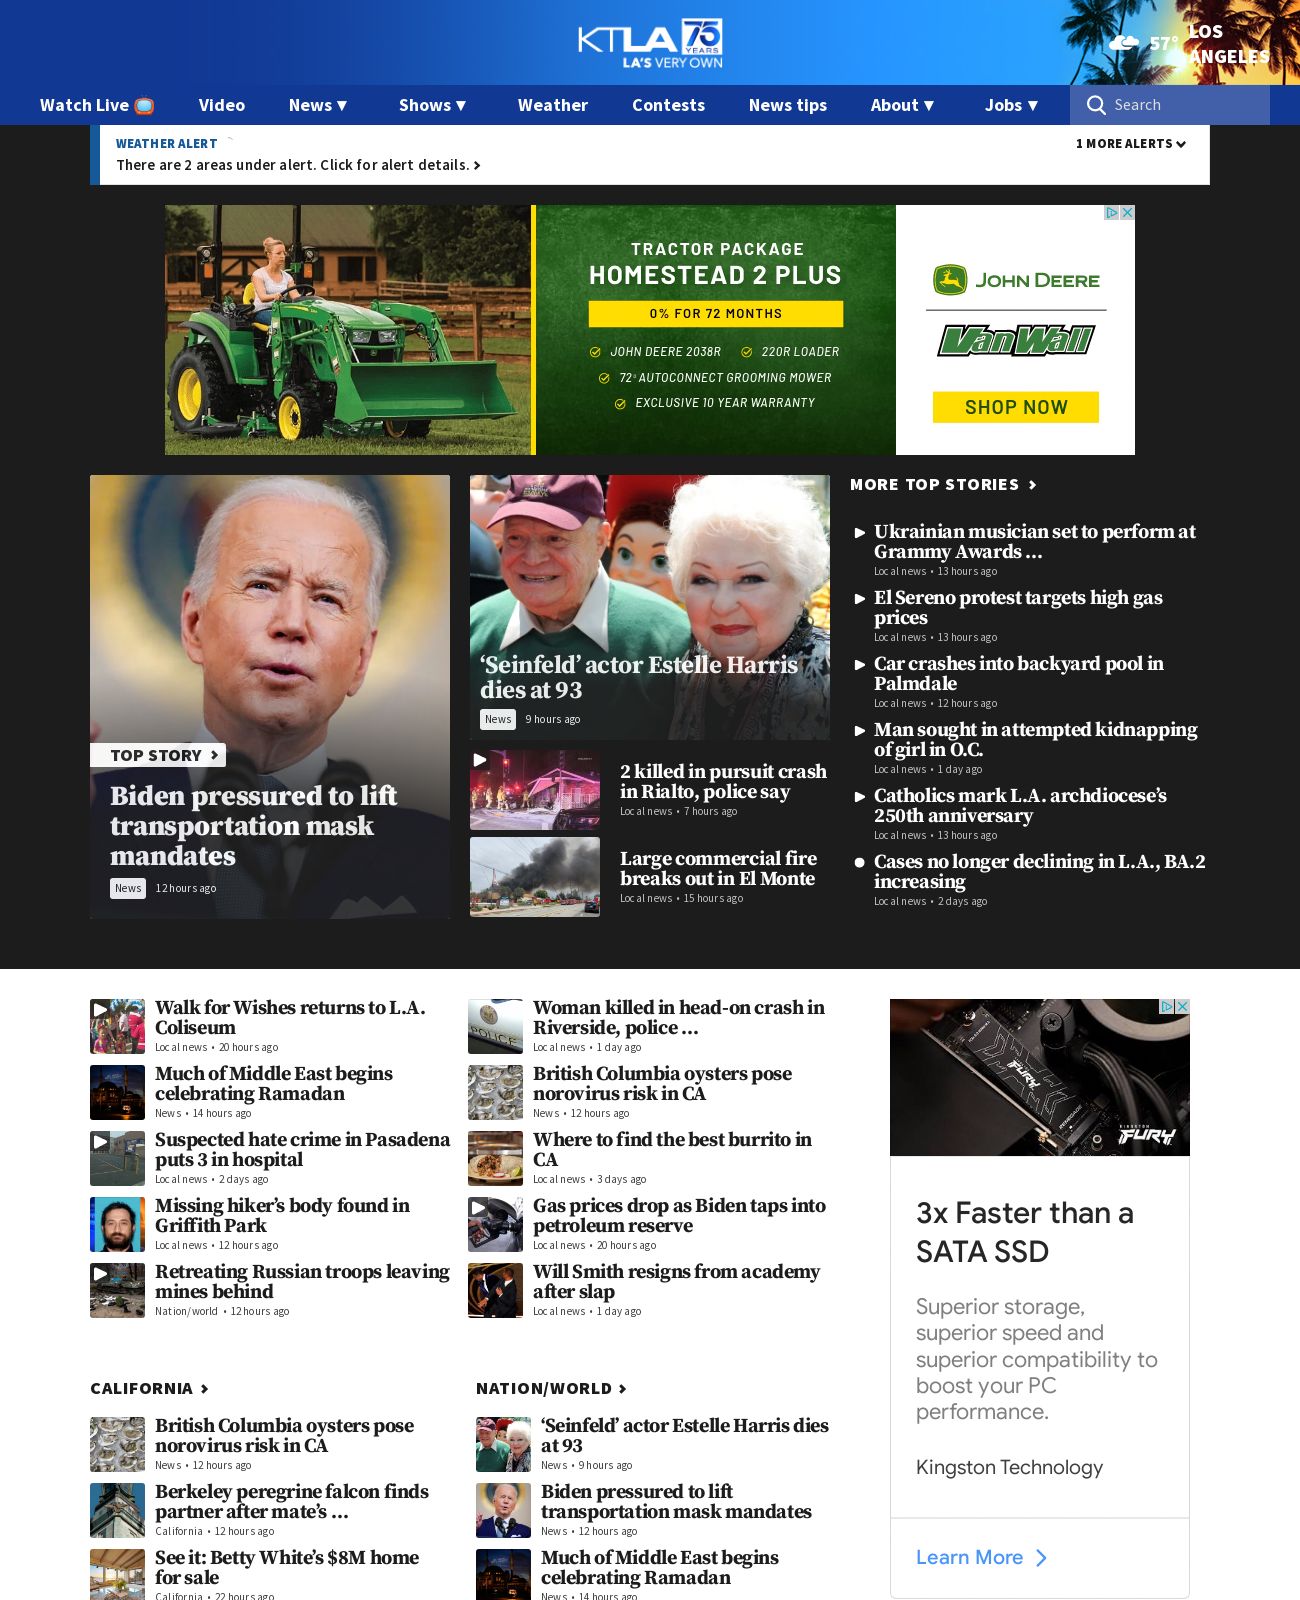 KTLA 75 YEARS
LA'S VERY OWN
57°
LOS ANGELES
Watch Live
Video
News ▼
Shows ▼
Weather
Contests
News tips
About ▼
Jobs ▼
Search
WEATHER ALERT
1 MORE ALERTS
There are 2 areas under alert. Click for alert details.
TRACTOR PACKAGE
HOMESTEAD 2 PLUS
0% FOR 72 MONTHS
JOHN DEERE 2038R
220R LOADER
72" AUTOCONNECT GROOMING MOWER
EXCLUSIVE 10 YEAR WARRANTY
JOHN DEERE
VanWall
SHOP NOW
TOP STORY
Biden pressured to lift
transportation mask
mandates
News 12 hours ago
‘Seinfeld’ actor Estelle Harris
dies at 93
News 9 hours ago
2 killed in pursuit crash
in Rialto, police say
Local news • 7 hours ago
Large commercial fire
breaks out in El Monte
Local news • 15 hours ago
MORE TOP STORIES
Ukrainian musician set to perform at
Grammy Awards …
Local news • 13 hours ago
El Sereno protest targets high gas
prices
Local news • 13 hours ago
Car crashes into backyard pool in
Palmdale
Local news • 12 hours ago
Man sought in attempted kidnapping
of girl in O.C.
Local news • 1 day ago
Catholics mark L.A. archdiocese’s
250th anniversary
Local news • 13 hours ago
Cases no longer declining in L.A., BA.2
increasing
Local news • 2 days ago
Walk for Wishes returns to L.A.
Coliseum
Local news • 20 hours ago
Much of Middle East begins
celebrating Ramadan
News • 14 hours ago
Suspected hate crime in Pasadena
puts 3 in hospital
Local news • 2 days ago
Missing hiker’s body found in
Griffith Park
Local news • 12 hours ago
Retreating Russian troops leaving
mines behind
Nation/world • 12 hours ago
POLICE
Woman killed in head-on crash in
Riverside, police …
Local news • 1 day ago
British Columbia oysters pose
norovirus risk in CA
News • 12 hours ago
Where to find the best burrito in
CA
Local news • 3 days ago
Gas prices drop as Biden taps into
petroleum reserve
Local news • 20 hours ago
Will Smith resigns from academy
after slap
Local news • 1 day ago
FURY
RENEGADE
KINGSTON
FURY
3x Faster than a
SATA SSD
Superior storage,
superior speed and
superior compatibility to
boost your PC
performance.
Kingston Technology
Learn More
CALIFORNIA
British Columbia oysters pose
norovirus risk in CA
News • 12 hours ago
Berkeley peregrine falcon finds
partner after mate’s …
California • 12 hours ago
See it: Betty White’s $8M home
for sale
California • 22 hours ago
NATION/WORLD
‘Seinfeld’ actor Estelle Harris dies
at 93
News • 9 hours ago
Biden pressured to lift
transportation mask mandates
News • 12 hours ago
Much of Middle East begins
celebrating Ramadan
News • 14 hours ago